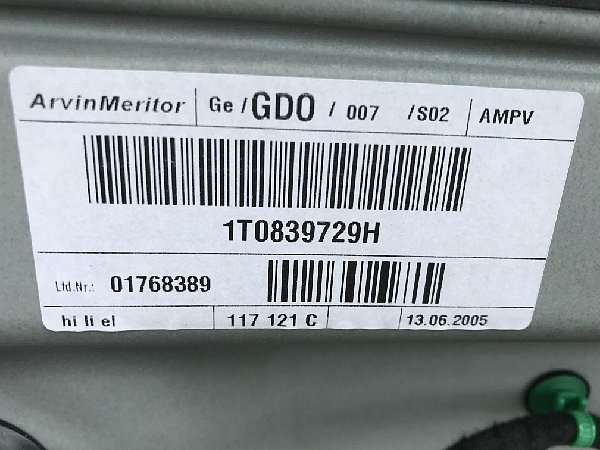 ArvinMeritor Ge / GDO / 007 / S02 AMPV
1T0839729H
Lfd.Nr.: 01768389
hi li el 117 121 C 13.06.2005